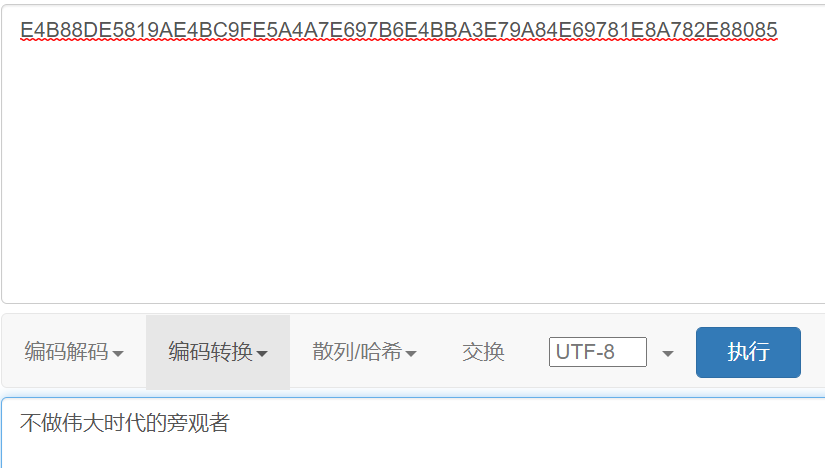 E4B88DE5819AE4BC9FE5A4A7E697B6E4BBA3E79A84E69781E8A782E88085
编码解码 编码转换 散列/哈希 交换 UTF-8 执行
不做伟大时代的旁观者